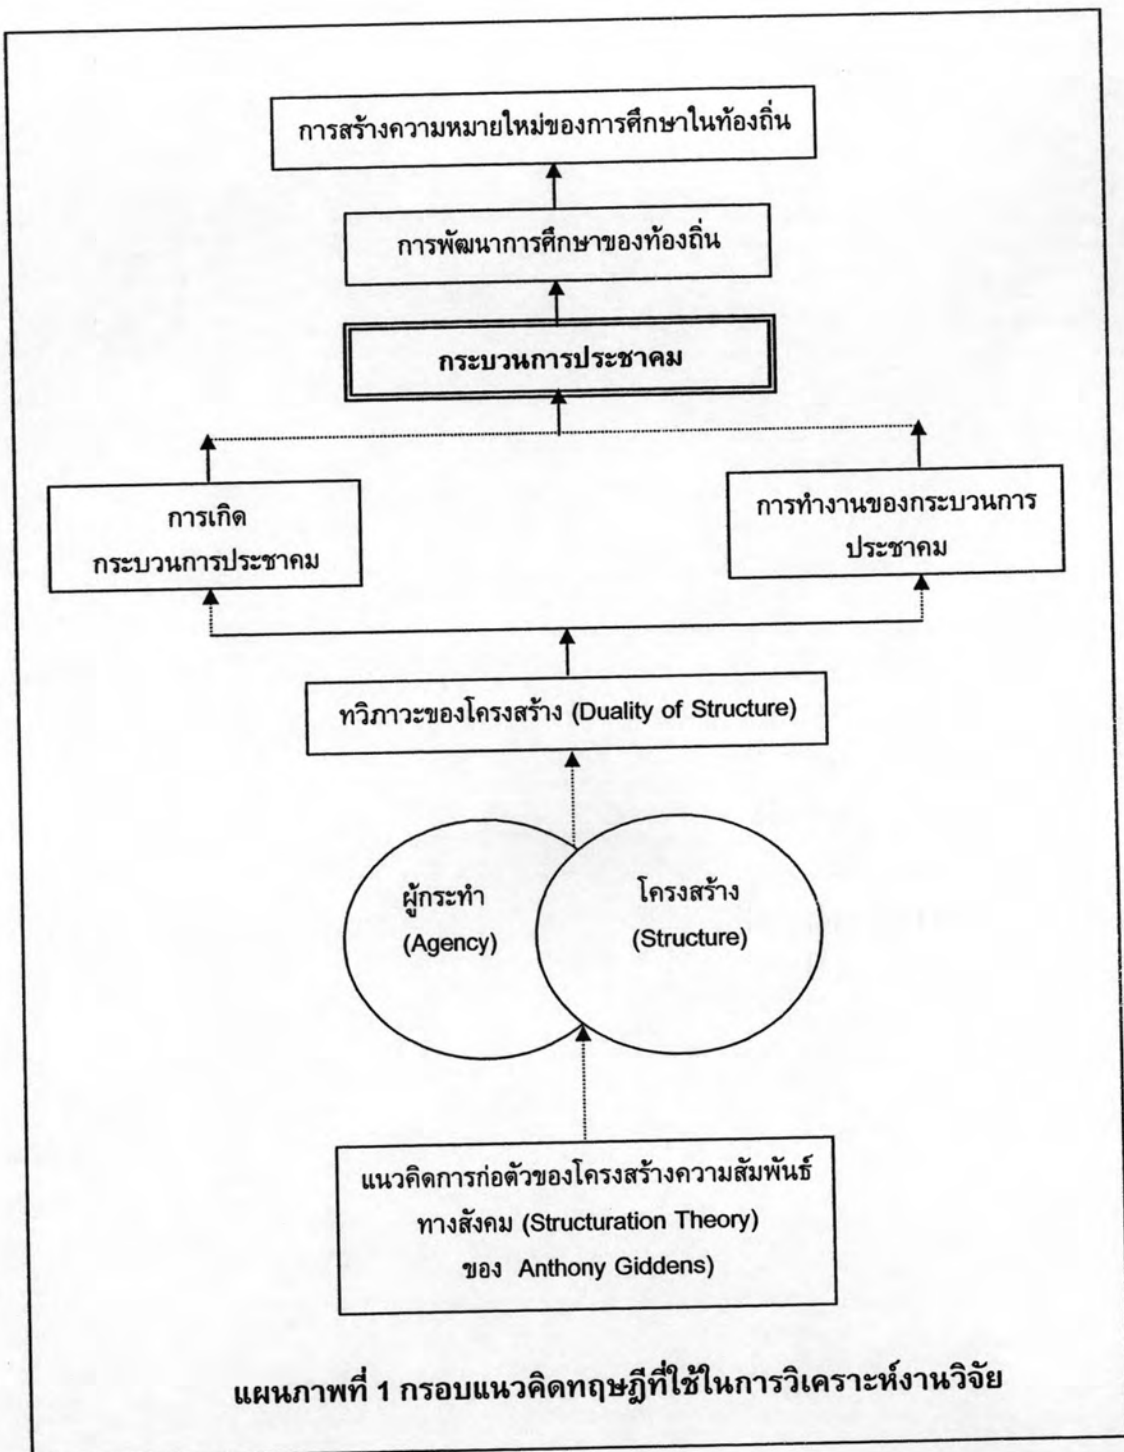 การสร้างความหมายใหม่ของการศึกษาในท้องถิ่น
การพัฒนาการศึกษาของท้องถิ่น
กระบวนการประชาคม
การเกิด
กระบวนการประชาคม
การทำงานของกระบวนการ
ประชาคม
ทวิภาวะของโครงสร้าง (Duality of Structure)
ผู้กระทำ
(Agency)
โครงสร้าง
(Structure)
แนวคิดการก่อตัวของโครงสร้างความสัมพันธ์
ทางสังคม (Structuration Theory)
ของ Anthony Giddens)
แผนภาพที่ 1 กรอบแนวคิดทฤษฎีที่ใช้ในการวิเคราะห์งานวิจัย